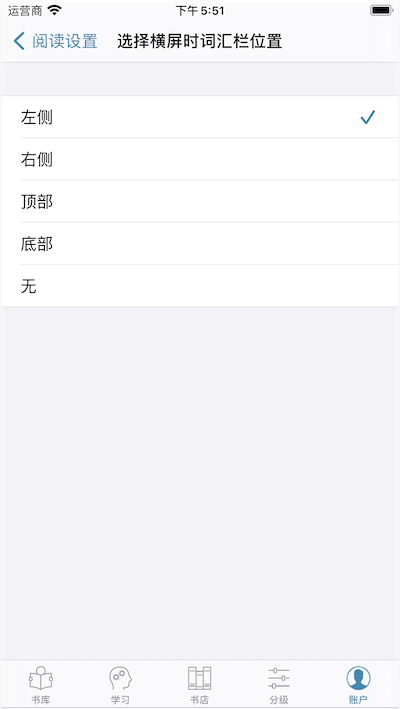 运营商 下午5:51
阅读设置 选择横屏时词汇栏位置
左侧
右侧
顶部
底部
无
书库 学习 书店 分级 账户